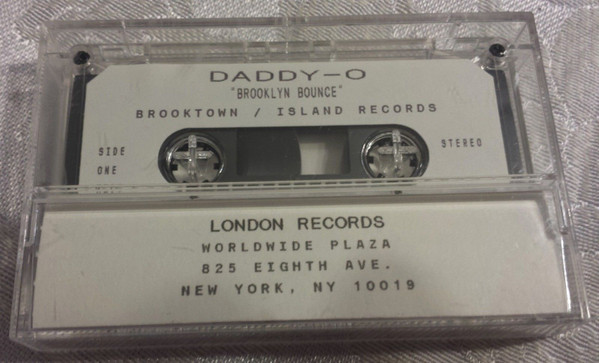 DADDY-O
"BROOKLYN BOUNCE"
BROOKTOWN / ISLAND RECORDS
SIDE
ONE
STEREO
LONDON RECORDS
WORLDWIDE PLAZA
825 EIGHTH AVE.
NEW YORK, NY 10019